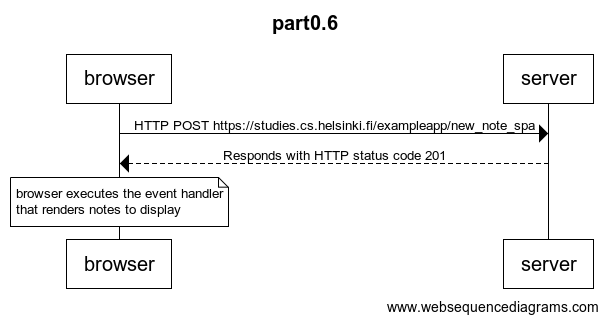 part0.6
browser
server
HTTP POST https://studies.cs.helsinki.fi/exampleapp/new_note_spa
Responds with HTTP status code 201
browser executes the event handler
that renders notes to display
browser
server
www.websequencediagrams.com